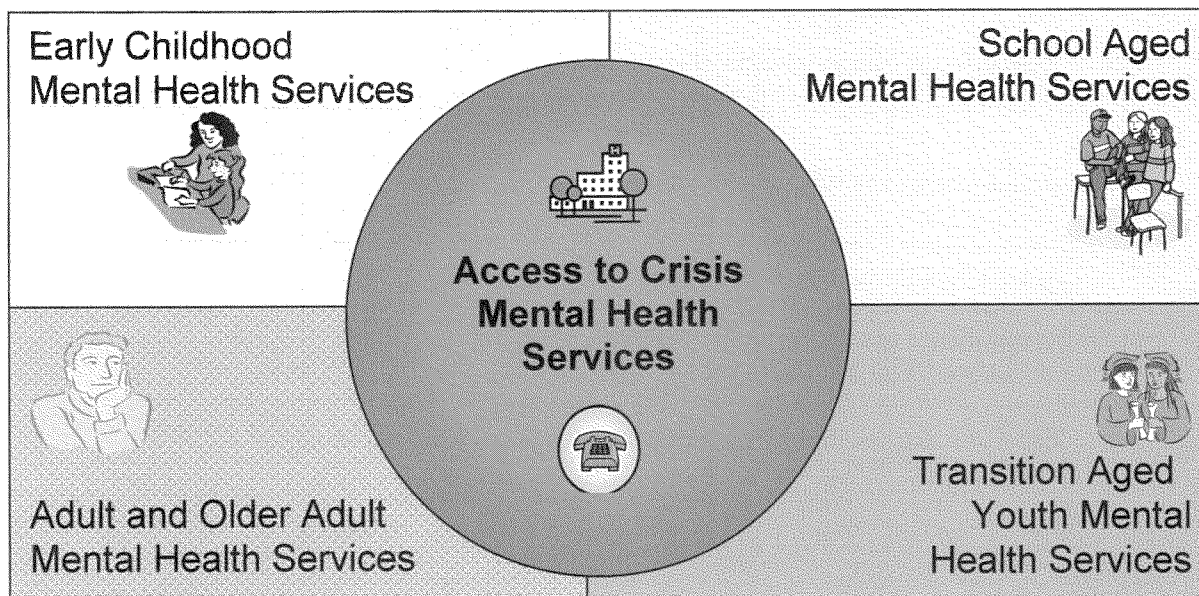 Early Childhood
Mental Health Services
School Aged
Mental Health Services
H
Access to Crisis
Mental Health
Services
Adult and Older Adult
Mental Health Services
Transition Aged
Youth Mental
Health Services